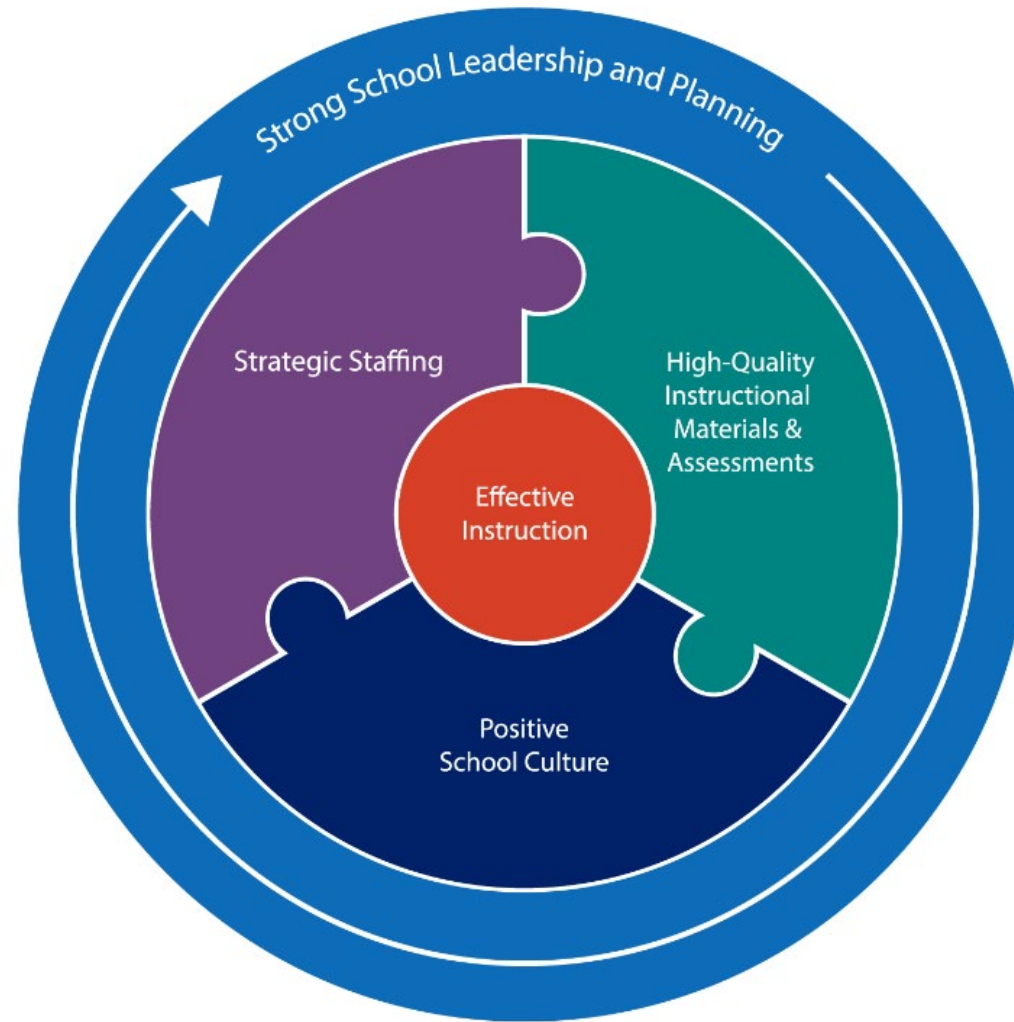 Strong School Leadership and Planning
Strategic Staffing
High-Quality
Instructional
Materials &
Assessments
Effective
Instruction
Positive
School Culture